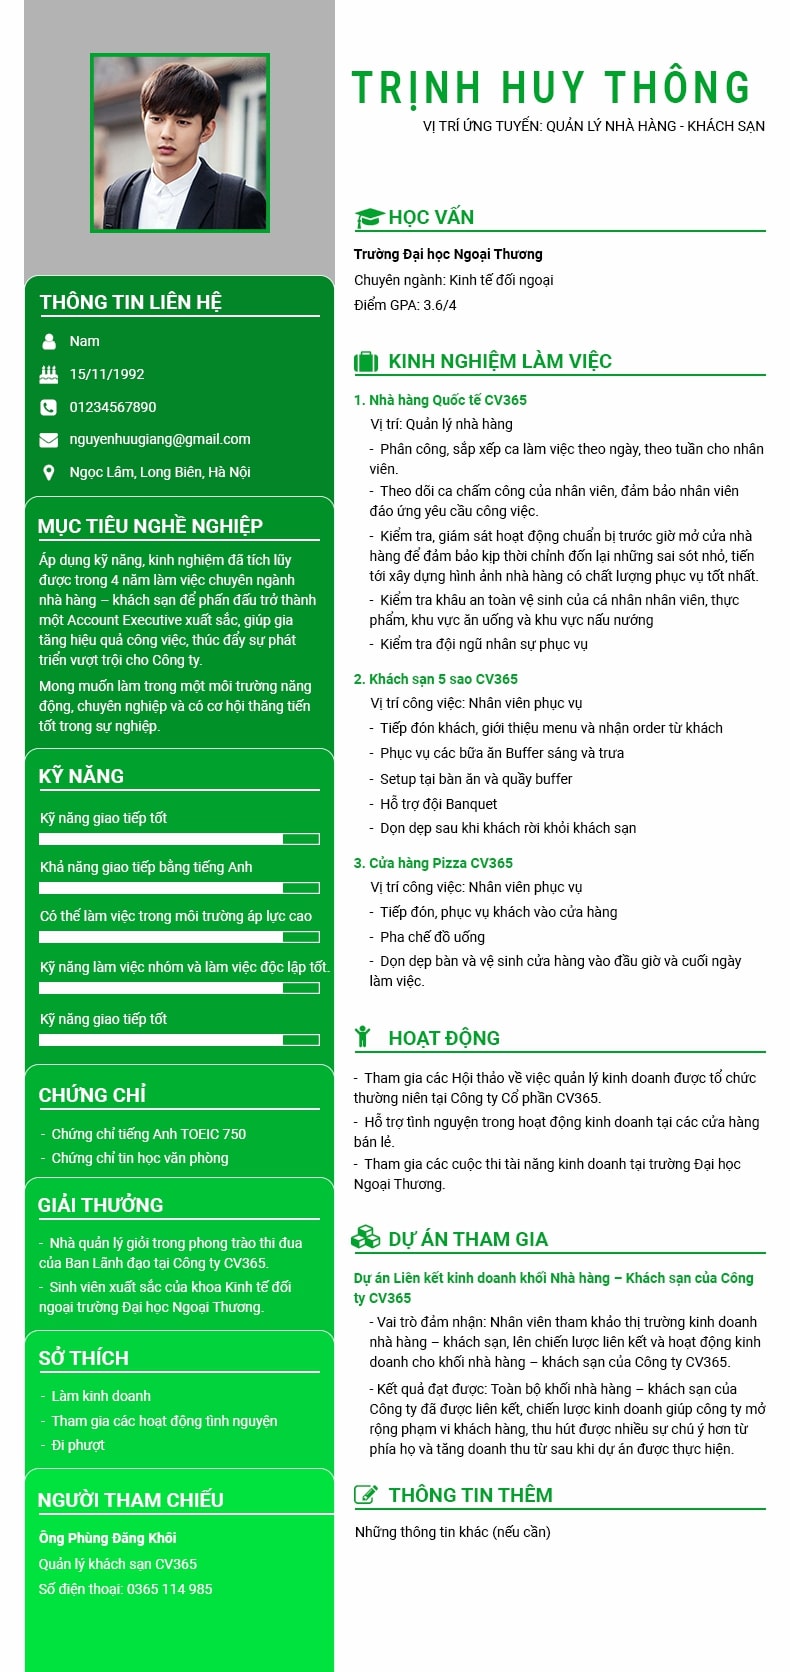 TRỊNH HUY THÔNG
VỊ TRÍ ỨNG TUYỂN: QUẢN LÝ NHÀ HÀNG - KHÁCH SẠN
THÔNG TIN LIÊN HỆ
Nam
15/11/1992
01234567890
nguyenhuugiang@gmail.com
Ngọc Lâm, Long Biên, Hà Nội
MỤC TIÊU NGHỀ NGHIỆP
Áp dụng kỹ năng, kinh nghiệm đã tích lũy
được trong 4 năm làm việc chuyên ngành
nhà hàng – khách sạn để phấn đấu trở thành
một Account Executive xuất sắc, giúp gia
tăng hiệu quả công việc, thúc đẩy sự phát
triển vượt trội cho Công ty.
Mong muốn làm trong một môi trường năng
động, chuyên nghiệp và có cơ hội thăng tiến
tốt trong sự nghiệp.
KỸ NĂNG
Kỹ năng giao tiếp tốt
Khả năng giao tiếp bằng tiếng Anh
Có thể làm việc trong môi trường áp lực cao
Kỹ năng làm việc nhóm và làm việc độc lập tốt.
Kỹ năng giao tiếp tốt
CHỨNG CHỈ
- Chứng chỉ tiếng Anh TOEIC 750
- Chứng chỉ tin học văn phòng
GIẢI THƯỞNG
- Nhà quản lý giỏi trong phong trào thi đua
của Ban Lãnh đạo tại Công ty CV365.
- Sinh viên xuất sắc của khoa Kinh tế đối
ngoại trường Đại học Ngoại Thương.
SỞ THÍCH
- Làm kinh doanh
- Tham gia các hoạt động tình nguyện
- Đi phượt
NGƯỜI THAM CHIẾU
Ông Phùng Đăng Khôi
Quản lý khách sạn CV365
Số điện thoại: 0365 114 985
HỌC VẤN
Trường Đại học Ngoại Thương
Chuyên ngành: Kinh tế đối ngoại
Điểm GPA: 3.6/4
KINH NGHIỆM LÀM VIỆC
1. Nhà hàng Quốc tế CV365
Vị trí: Quản lý nhà hàng
- Phân công, sắp xếp ca làm việc theo ngày, theo tuần cho nhân
viên.
- Theo dõi ca chấm công của nhân viên, đảm bảo nhân viên
đáo ứng yêu cầu công việc.
- Kiểm tra, giám sát hoạt động chuẩn bị trước giờ mở cửa nhà
hàng để đảm bảo kịp thời chỉnh đốn lại những sai sót nhỏ, tiến
tới xây dựng hình ảnh nhà hàng có chất lượng phục vụ tốt nhất.
- Kiểm tra khâu an toàn vệ sinh của cá nhân nhân viên, thực
phẩm, khu vực ăn uống và khu vực nấu nướng
- Kiểm tra đội ngũ nhân sự phục vụ
2. Khách sạn 5 sao CV365
Vị trí công việc: Nhân viên phục vụ
- Tiếp đón khách, giới thiệu menu và nhận order từ khách
- Phục vụ các bữa ăn Buffer sáng và trưa
- Setup tại bàn ăn và quầy buffer
- Hỗ trợ đội Banquet
- Dọn dẹp sau khi khách rời khỏi khách sạn
3. Cửa hàng Pizza CV365
Vị trí công việc: Nhân viên phục vụ
- Tiếp đón, phục vụ khách vào cửa hàng
- Pha chế đồ uống
- Dọn dẹp bàn và vệ sinh cửa hàng vào đầu giờ và cuối ngày
làm việc.
HOẠT ĐỘNG
- Tham gia các Hội thảo về việc quản lý kinh doanh được tổ chức
thường niên tại Công ty Cổ phần CV365.
- Hỗ trợ tình nguyện trong hoạt động kinh doanh tại các cửa hàng
bán lẻ.
- Tham gia các cuộc thi tài năng kinh doanh tại trường Đại học
Ngoại Thương.
DỰ ÁN THAM GIA
Dự án Liên kết kinh doanh khối Nhà hàng – Khách sạn của Công
ty CV365
- Vai trò đảm nhận: Nhân viên tham khảo thị trường kinh doanh
nhà hàng – khách sạn, lên chiến lược liên kết và hoạt động kinh
doanh cho khối nhà hàng – khách sạn của Công ty CV365.
- Kết quả đạt được: Toàn bộ khối nhà hàng – khách sạn của
Công ty đã được liên kết, chiến lược kinh doanh giúp công ty mở
rộng phạm vi khách hàng, thu hút được nhiều sự chú ý hơn từ
phía họ và tăng doanh thu từ sau khi dự án được thực hiện.
THÔNG TIN THÊM
Những thông tin khác (nếu cần)